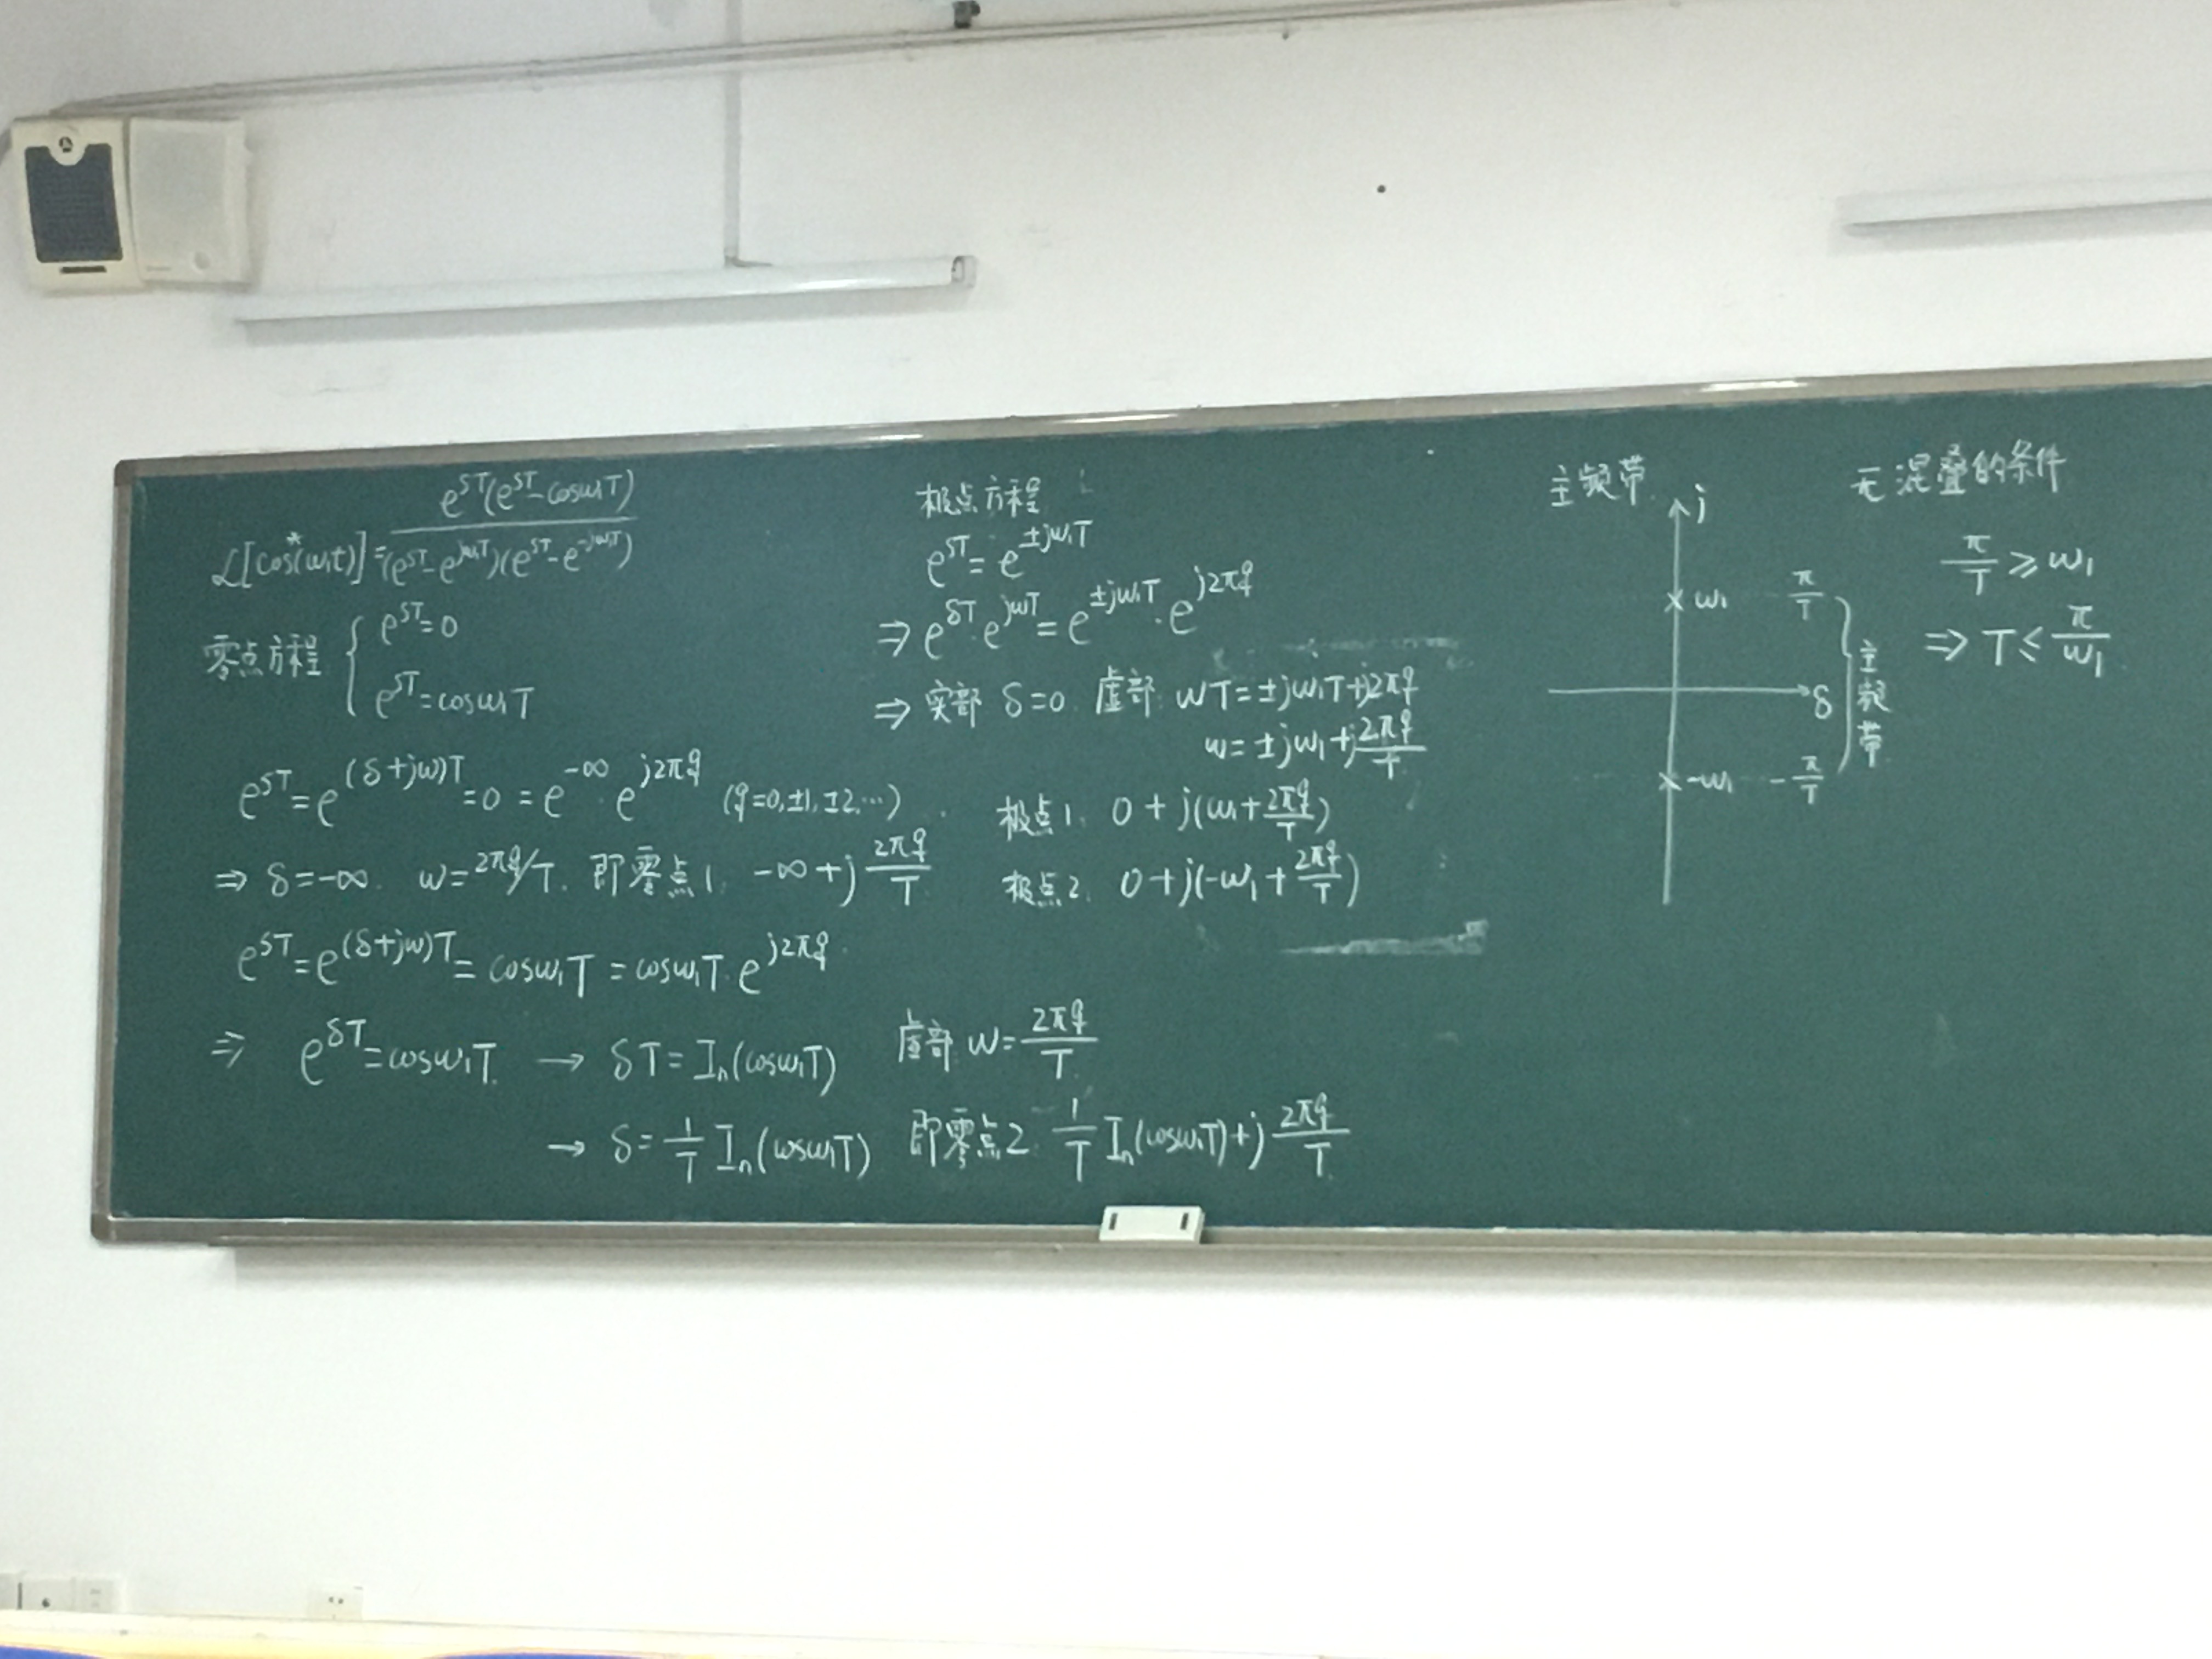 ℒ[cos*(ω₁t)] = e^{ST}(e^{ST} - cosω₁T) / (e^{ST} - e^{jω₁T})(e^{ST} - e^{-jω₁T})
零点方程 { e^{ST} = 0
e^{ST} = cosω₁T
e^{ST} = e^{(δ+jω)T} = 0 = e^{-∞} · e^{j2πq} (q=0, ±1, ±2, …)
⇒ δ = -∞. ω = 2πq/T. 即零点1. -∞ + j 2πq/T
e^{ST} = e^{(δ+jω)T} = cosω₁T = cosω₁T · e^{j2πq}
⇒ e^{δT} = cosω₁T → δT = In(cosω₁T) 虚部 ω = 2πq/T
→ δ = 1/T In(cosω₁T) 即零点2. 1/T In(cosω₁T) + j 2πq/T
极点方程
e^{ST} = e^{±jω₁T}
⇒ e^{δT} · e^{jωT} = e^{±jω₁T} · e^{j2πq}
⇒ 实部 δ=0. 虚部 ωT = ±jω₁T + j2πq
ω = ±jω₁ + j 2πq/T
极点1. 0 + j(ω₁ + 2πq/T)
极点2. 0 + j(-ω₁ + 2πq/T)
主频带
j
ω₁ π/T
δ
-ω₁ -π/T
主频带
无混叠的条件
π/T ≥ ω₁
⇒ T ≤ π/ω₁